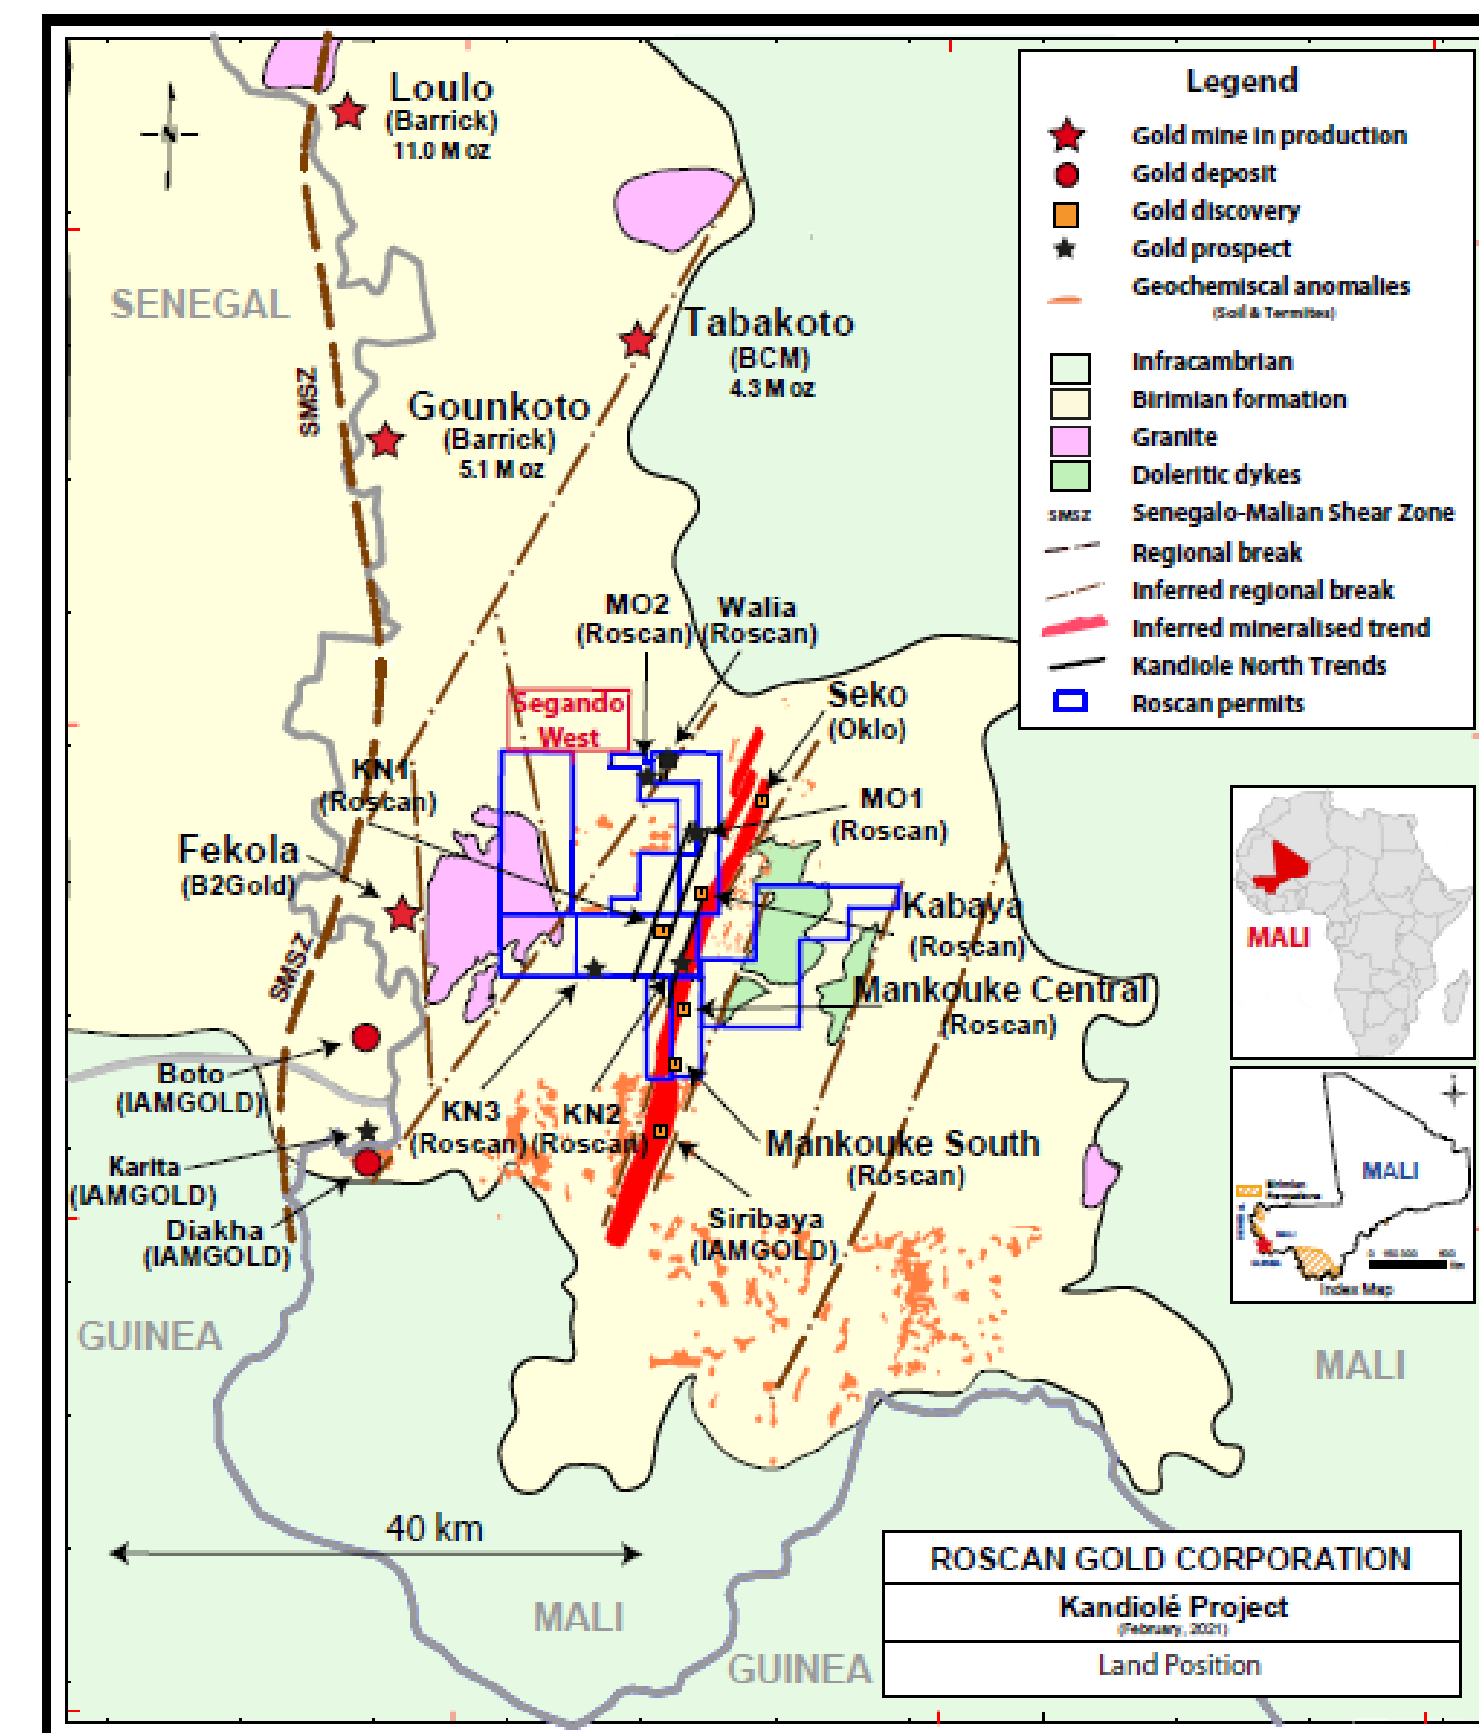 Loulo
(Barrick)
11.0 M oz
SENEGAL
SMSZ
Tabakoto
(BCM)
4.3 M oz
Gounkoto
(Barrick)
5.1 M oz
MO2
(Roscan)
Walia
(Roscan)
Segando
West
Seko
(Oklo)
KN1
(Roscan)
MO1
(Roscan)
Fekola
(B2Gold)
Kabaya
(Roscan)
SMSZ
Mankouke Central
(Roscan)
Boto
(IAMGOLD)
KN3
(Roscan)
KN2
(Roscan)
Mankouke South
(Roscan)
Karita
(IAMGOLD)
Diakha
(IAMGOLD)
Siribaya
(IAMGOLD)
GUINEA
MALI
40 km
MALI
GUINEA
Legend
Gold mine in production
Gold deposit
Gold discovery
Gold prospect
Geochemiscal anomalies
(Soil & Termites)
Infracambrian
Birimian formation
Granite
Doleritic dykes
SMSZ Senegalo-Malian Shear Zone
Regional break
Inferred regional break
Inferred mineralised trend
Kandiole North Trends
Roscan permits
MALI
MALI
Birimian
Formations
Index Map
ROSCAN GOLD CORPORATION
Kandiolé Project
(February, 2021)
Land Position